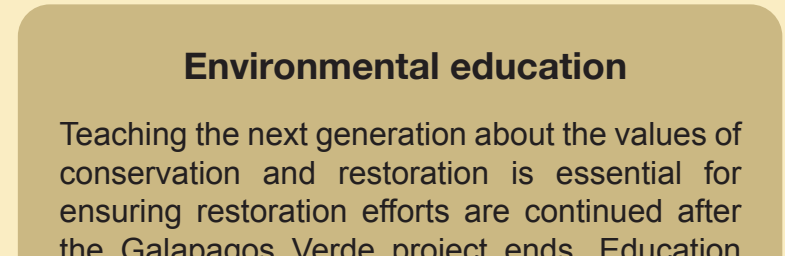 Environmental education
Teaching the next generation about the values of
conservation and restoration is essential for
ensuring restoration efforts are continued after
the Galapagos Verde project ends. Education